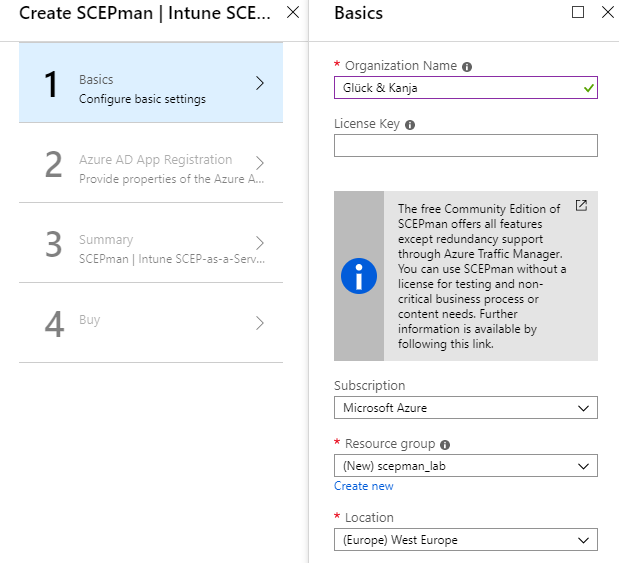 Create SCEPman | Intune SCE...
1
Basics
Configure basic settings
2
Azure AD App Registration
Provide properties of the Azure A...
3
Summary
SCEPman | Intune SCEP-as-a-Serv...
4
Buy
Basics
* Organization Name
Glück & Kanja
License Key
The free Community Edition of
SCEPman offers all features
except redundancy support
through Azure Traffic Manager.
You can use SCEPman without a
license for testing and non-
critical business process or
content needs. Further
information is available by
following this link.
Subscription
Microsoft Azure
* Resource group
(New) scepman_lab
Create new
* Location
(Europe) West Europe